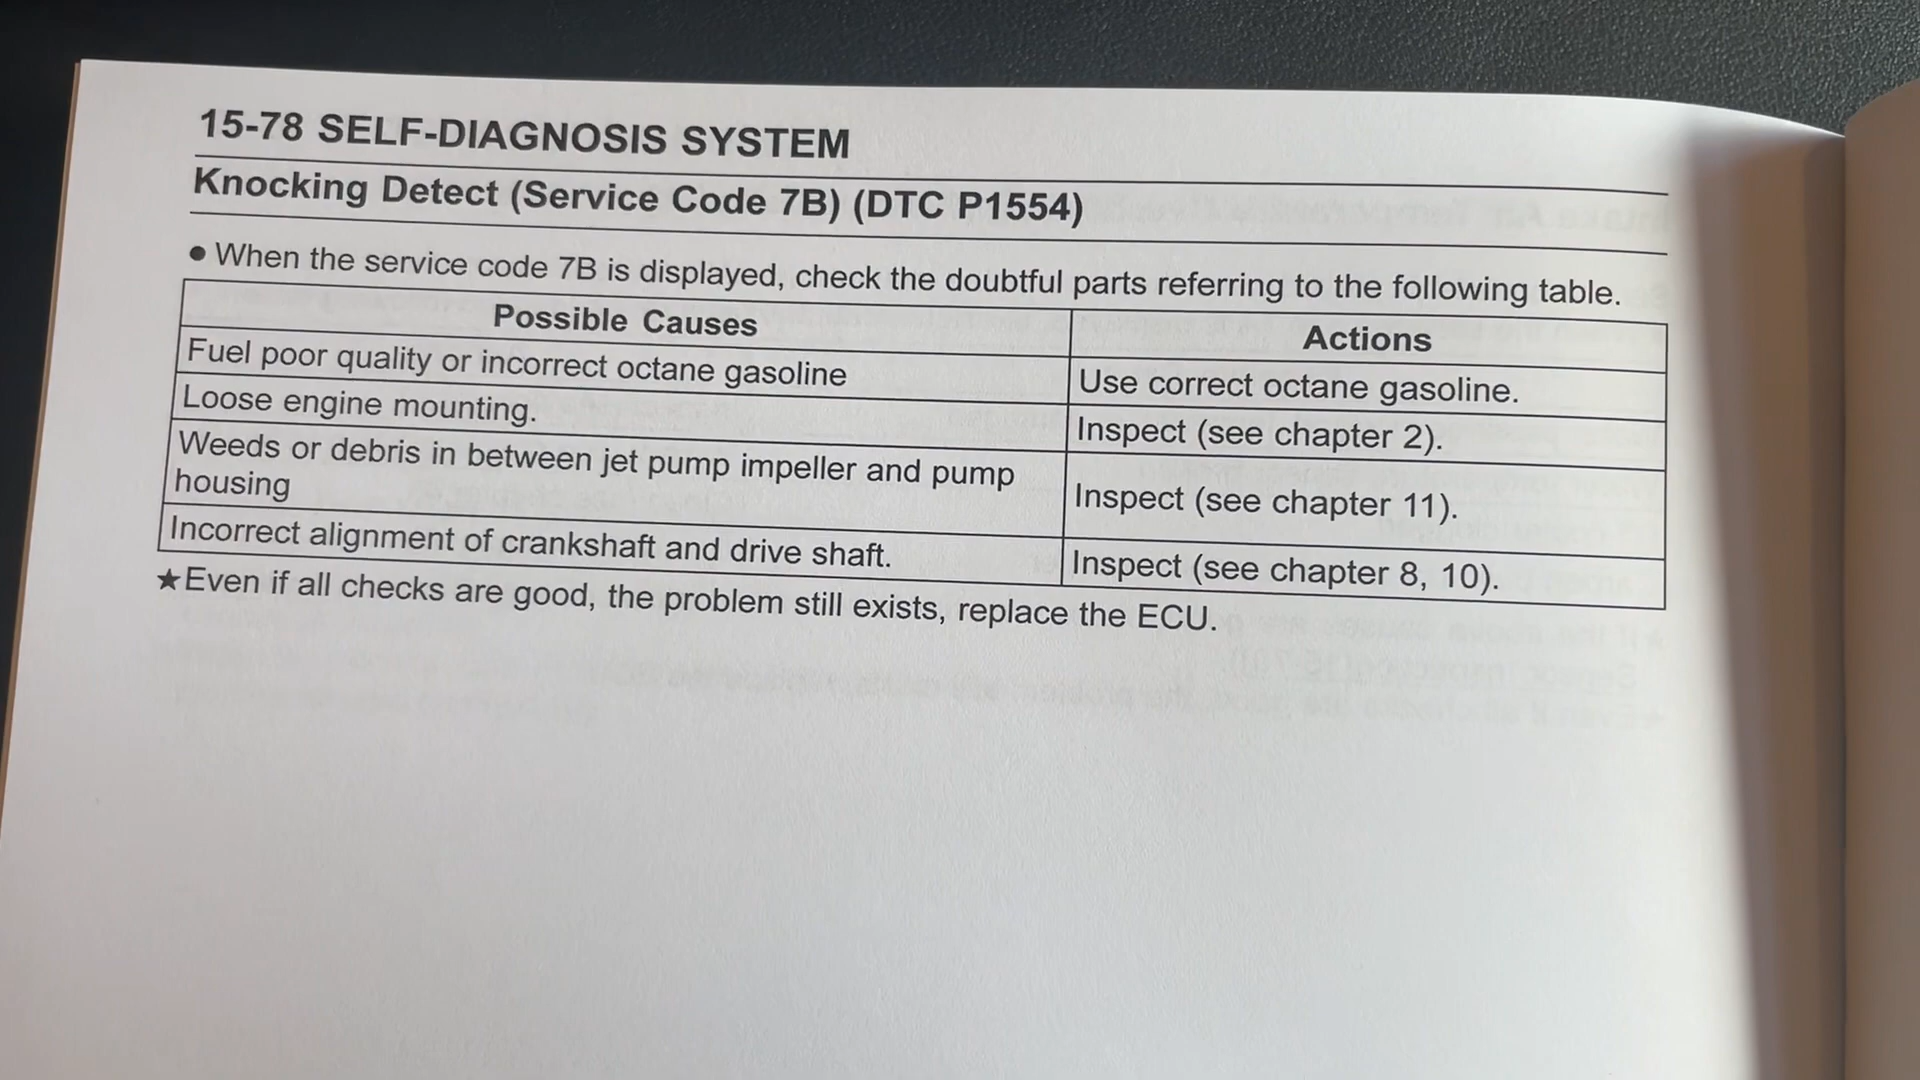 15-78 SELF-DIAGNOSIS SYSTEM
Knocking Detect (Service Code 7B) (DTC P1554)
● When the service code 7B is displayed, check the doubtful parts referring to the following table.
Possible Causes Actions
Fuel poor quality or incorrect octane gasoline Use correct octane gasoline.
Loose engine mounting. Inspect (see chapter 2).
Weeds or debris in between jet pump impeller and pump
housing Inspect (see chapter 11).
Incorrect alignment of crankshaft and drive shaft. Inspect (see chapter 8, 10).
★Even if all checks are good, the problem still exists, replace the ECU.